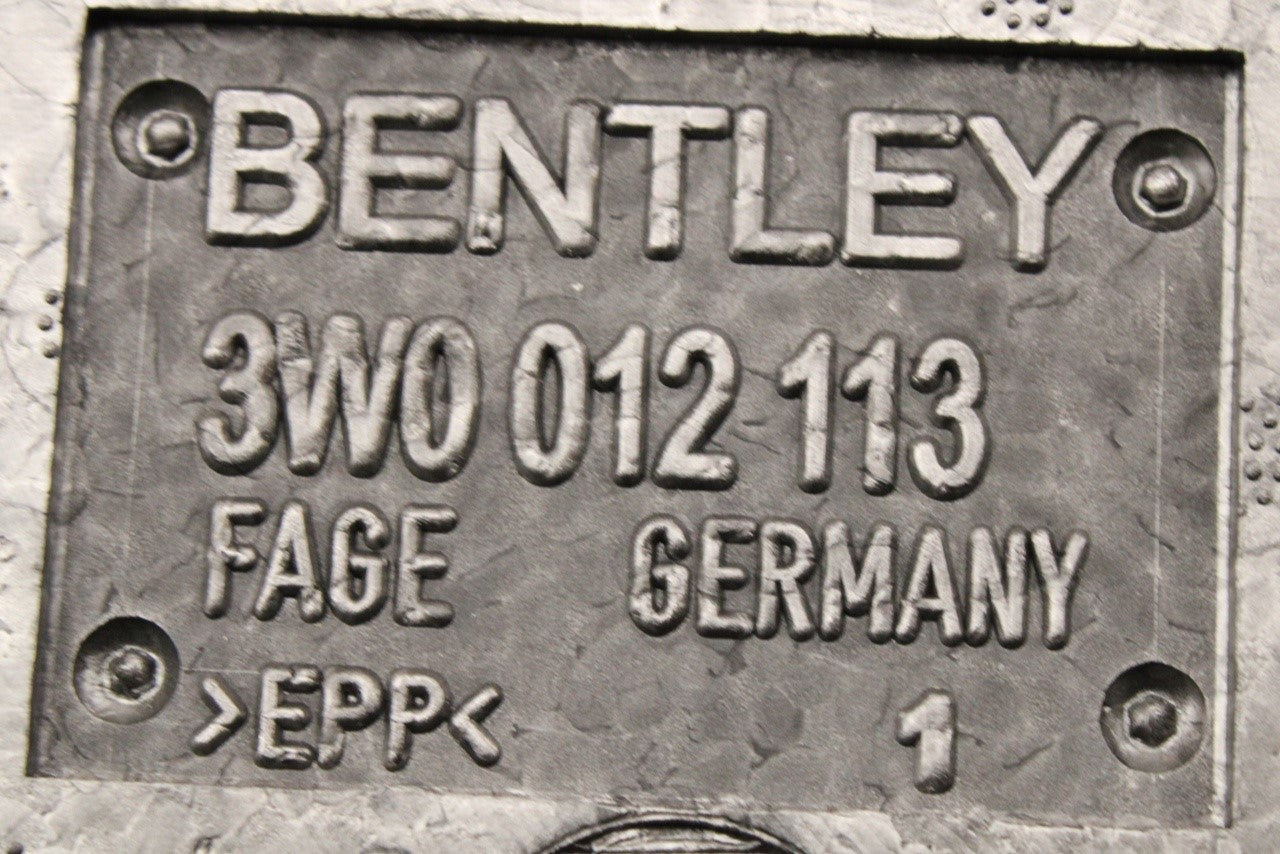 BENTLEY
3W0 012 113
FAGE GERMANY
>EPP< 1